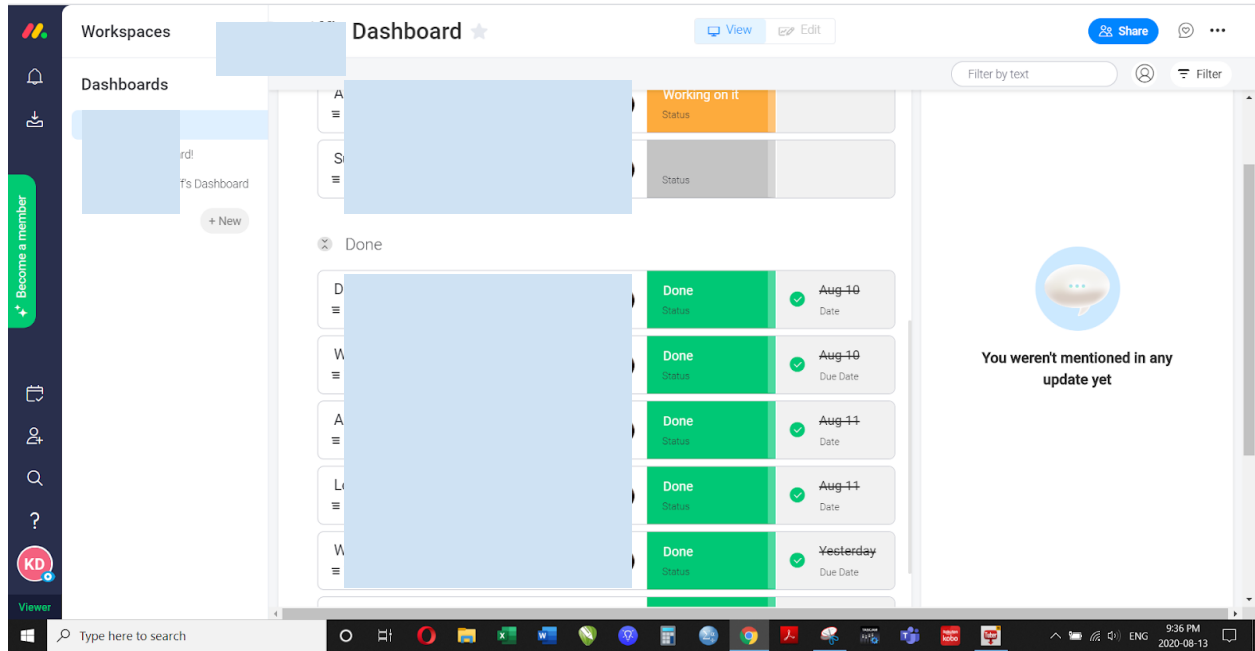 Workspaces
Dashboard
View
Edit
Share
Dashboards
Filter by text
Filter
rd!
f's Dashboard
+ New
Become a member
A
Working on it
Status
Su
Status
Done
D
Done
Status
Aug 10
Date
W
Done
Status
Aug 10
Due Date
A
Done
Status
Aug 11
Date
Lo
Done
Status
Aug 11
Date
W
Done
Status
Yesterday
Due Date
You weren't mentioned in any
update yet
KD
Viewer
Type here to search
ENG
9:36 PM
2020-08-13